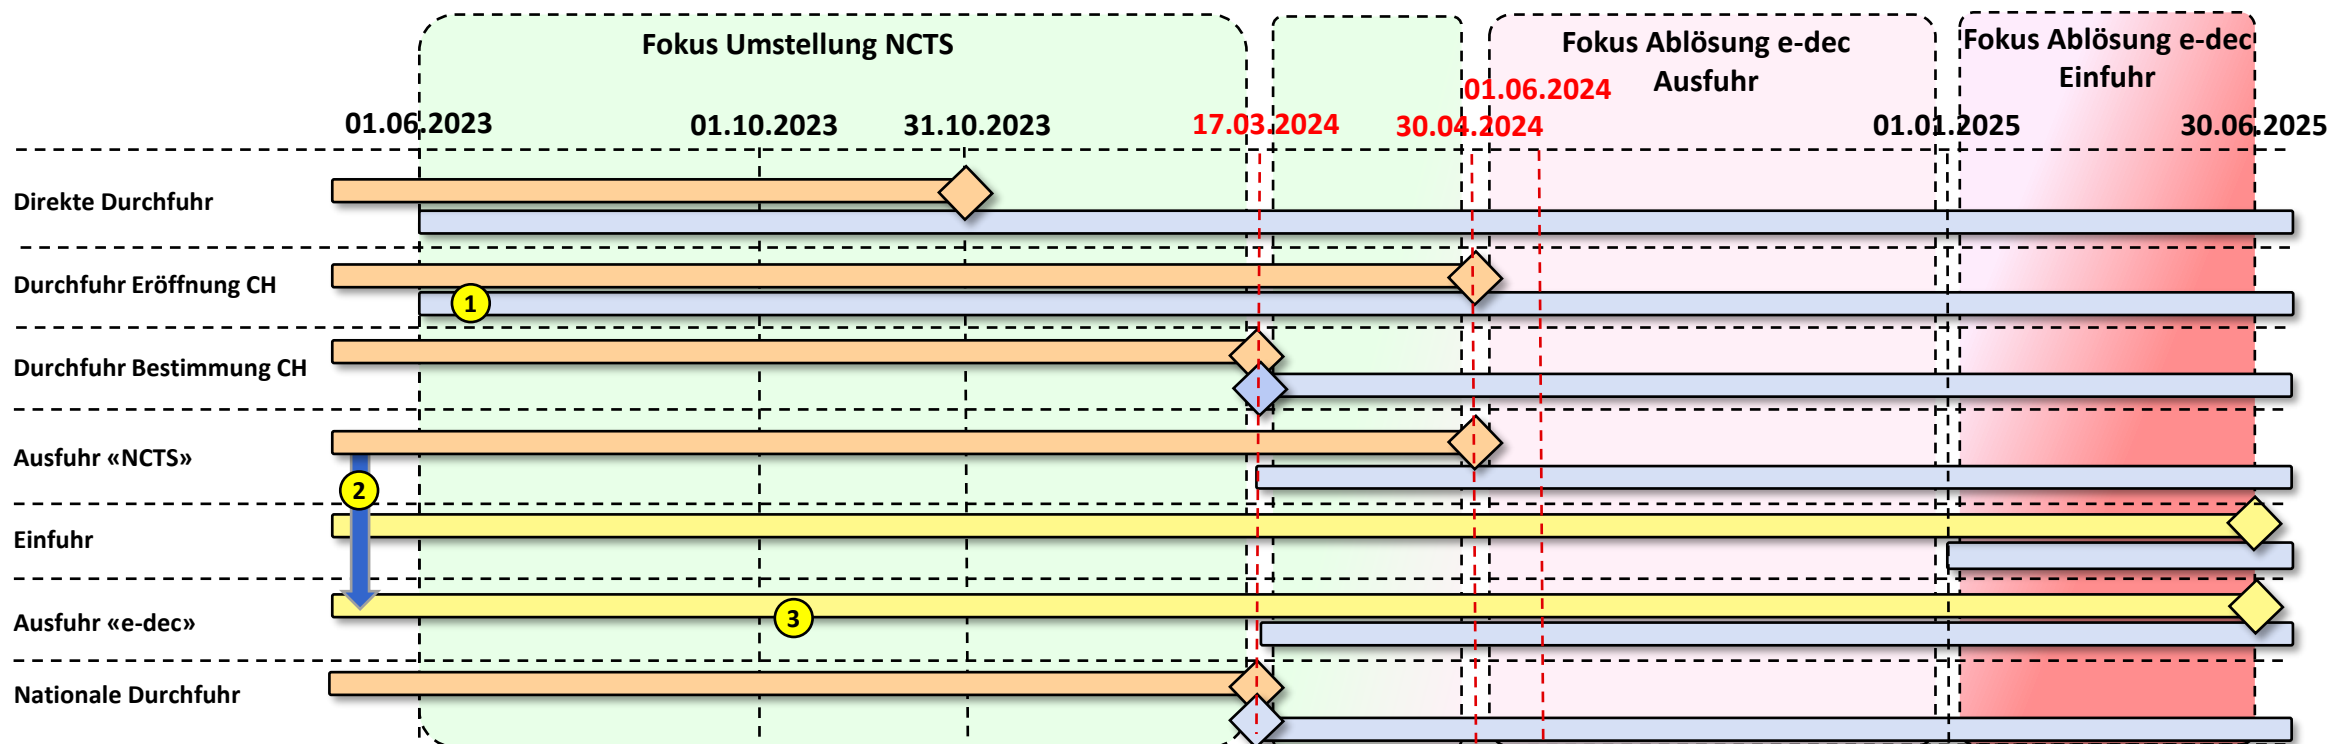 Fokus Umstellung NCTS
Fokus Ablösung e-dec
Ausfuhr
Fokus Ablösung e-dec
Einfuhr
01.06.2023
01.10.2023
31.10.2023
17.03.2024
30.04.2024
01.06.2024
01.01.2025
30.06.2025
Direkte Durchfuhr
Durchfuhr Eröffnung CH
1
Durchfuhr Bestimmung CH
Ausfuhr «NCTS»
2
Einfuhr
Ausfuhr «e-dec»
3
Nationale Durchfuhr